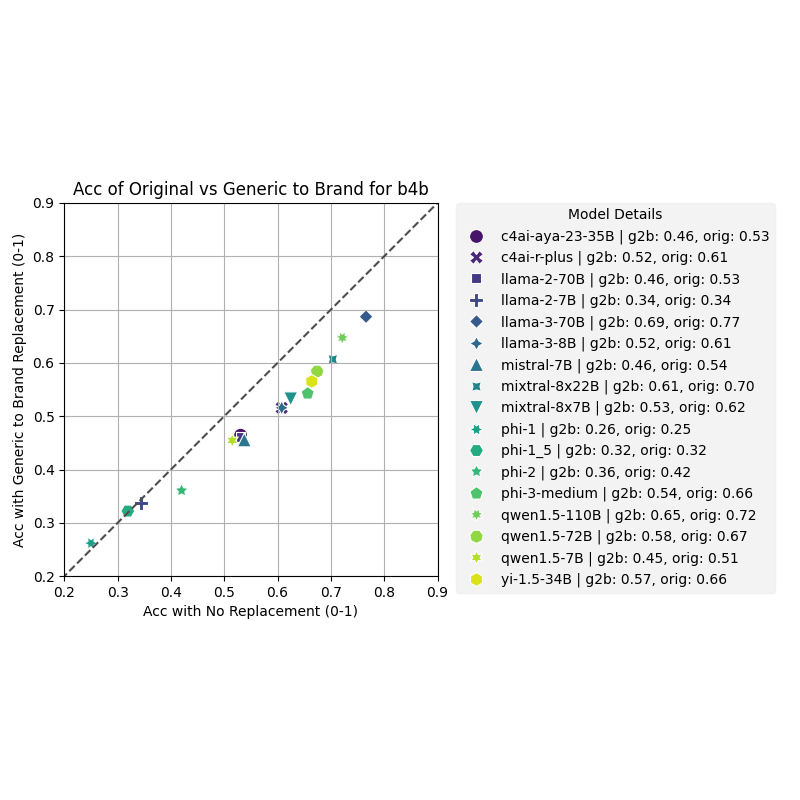 Acc of Original vs Generic to Brand for b4b
Acc with Generic to Brand Replacement (0-1)
0.9
0.8
0.7
0.6
0.5
0.4
0.3
0.2
0.2 0.3 0.4 0.5 0.6 0.7 0.8 0.9
Acc with No Replacement (0-1)
Model Details
c4ai-aya-23-35B | g2b: 0.46, orig: 0.53
c4ai-r-plus | g2b: 0.52, orig: 0.61
llama-2-70B | g2b: 0.46, orig: 0.53
llama-2-7B | g2b: 0.34, orig: 0.34
llama-3-70B | g2b: 0.69, orig: 0.77
llama-3-8B | g2b: 0.52, orig: 0.61
mistral-7B | g2b: 0.46, orig: 0.54
mixtral-8x22B | g2b: 0.61, orig: 0.70
mixtral-8x7B | g2b: 0.53, orig: 0.62
phi-1 | g2b: 0.26, orig: 0.25
phi-1_5 | g2b: 0.32, orig: 0.32
phi-2 | g2b: 0.36, orig: 0.42
phi-3-medium | g2b: 0.54, orig: 0.66
qwen1.5-110B | g2b: 0.65, orig: 0.72
qwen1.5-72B | g2b: 0.58, orig: 0.67
qwen1.5-7B | g2b: 0.45, orig: 0.51
yi-1.5-34B | g2b: 0.57, orig: 0.66